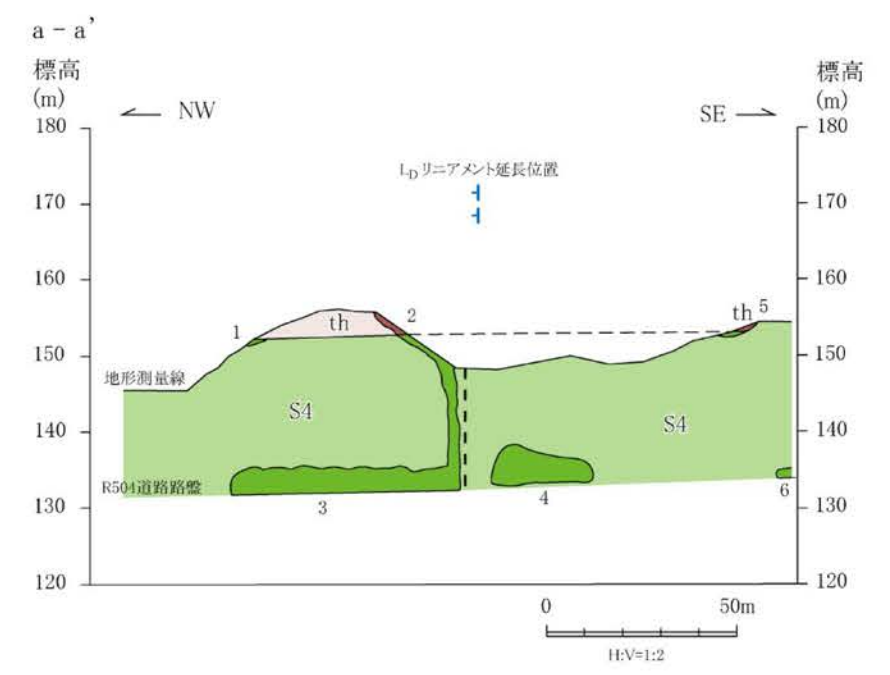 a - a’
標高
(m)
標高
(m)
NW
SE
180
180
LDリニアメント延長位置
170
170
160
160
1
th
2
th
5
150
150
地形測量線
S4
S4
140
140
R504道路路盤
130
130
3
4
6
120
120
0
50m
H:V=1:2